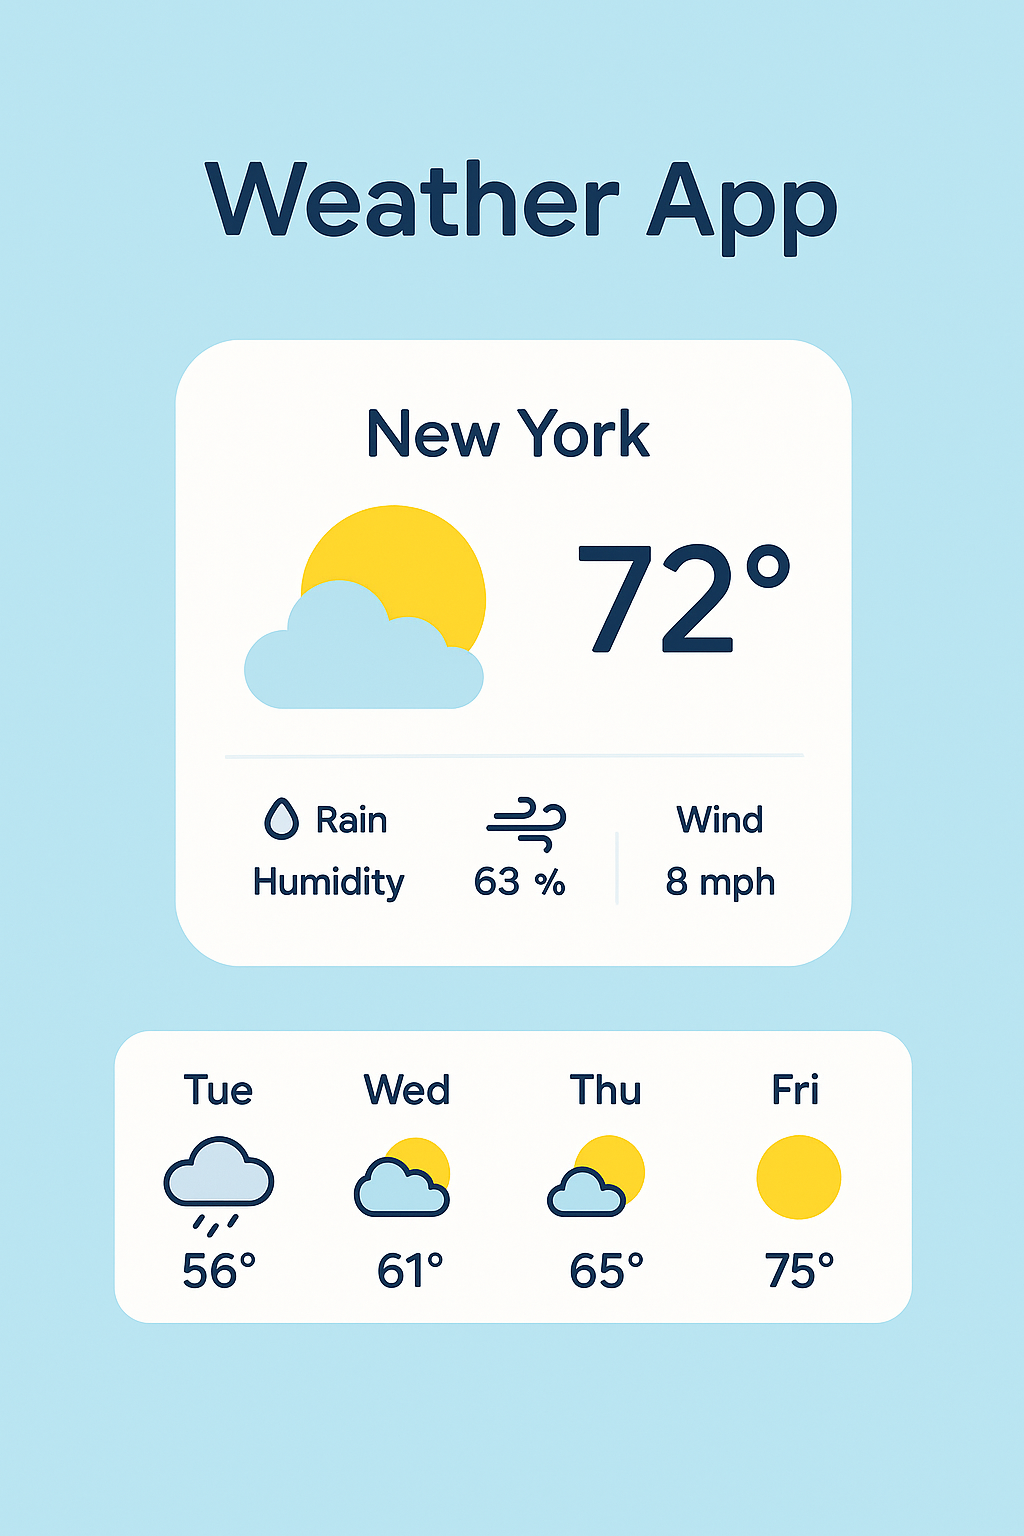 Weather App
New York
72°
Rain Wind
Humidity 63 % 8 mph
Tue Wed Thu Fri
56° 61° 65° 75°